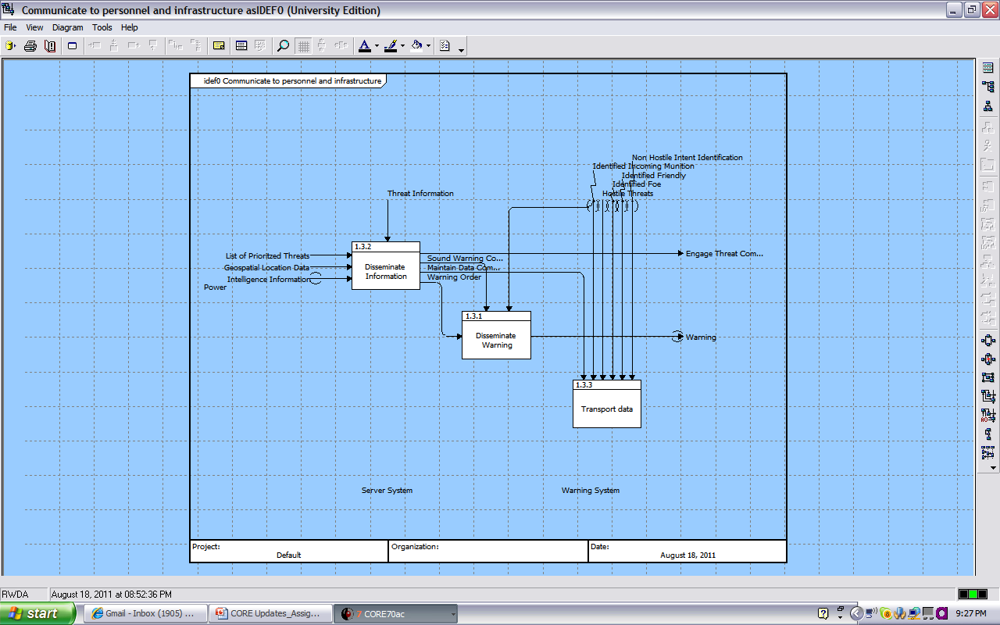 Communicate to personnel and infrastructure asIDEF0 (University Edition)
File View Diagram Tools Help
idef0 Communicate to personnel and infrastructure
Non Hostile Intent Identification
Identified Incoming Munition
Identified Friendly
Identified Foe
Hostile Threats
Threat Information
1.3.2
Disseminate
Information
List of Prioritzed Threats
Geospatial Location Data
Intelligence Information
Power
Sound Warning Co...
Maintain Data Com...
Warning Order
Engage Threat Com...
1.3.1
Disseminate
Warning
Warning
1.3.3
Transport data
Server System
Warning System
Project:
Default
Organization:
Date:
August 18, 2011
RWDA
August 18, 2011 at 08:52:36 PM
start
Gmail - Inbox (1905) ...
CORE Updates_Assig...
7 CORE70ac
9:27 PM